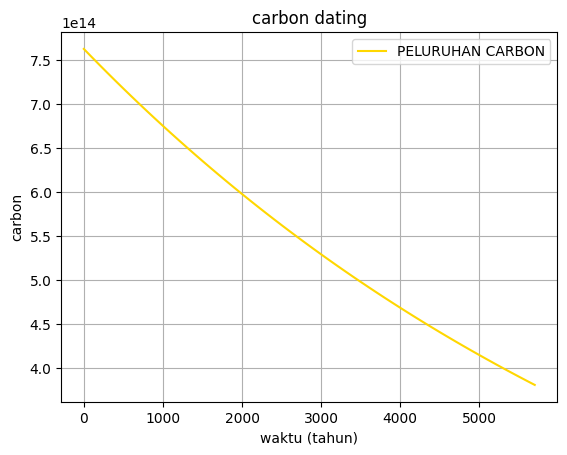 carbon dating
1e14
PELURUHAN CARBON
7.5
7.0
6.5
6.0
5.5
5.0
4.5
4.0
carbon
0 1000 2000 3000 4000 5000
waktu (tahun)